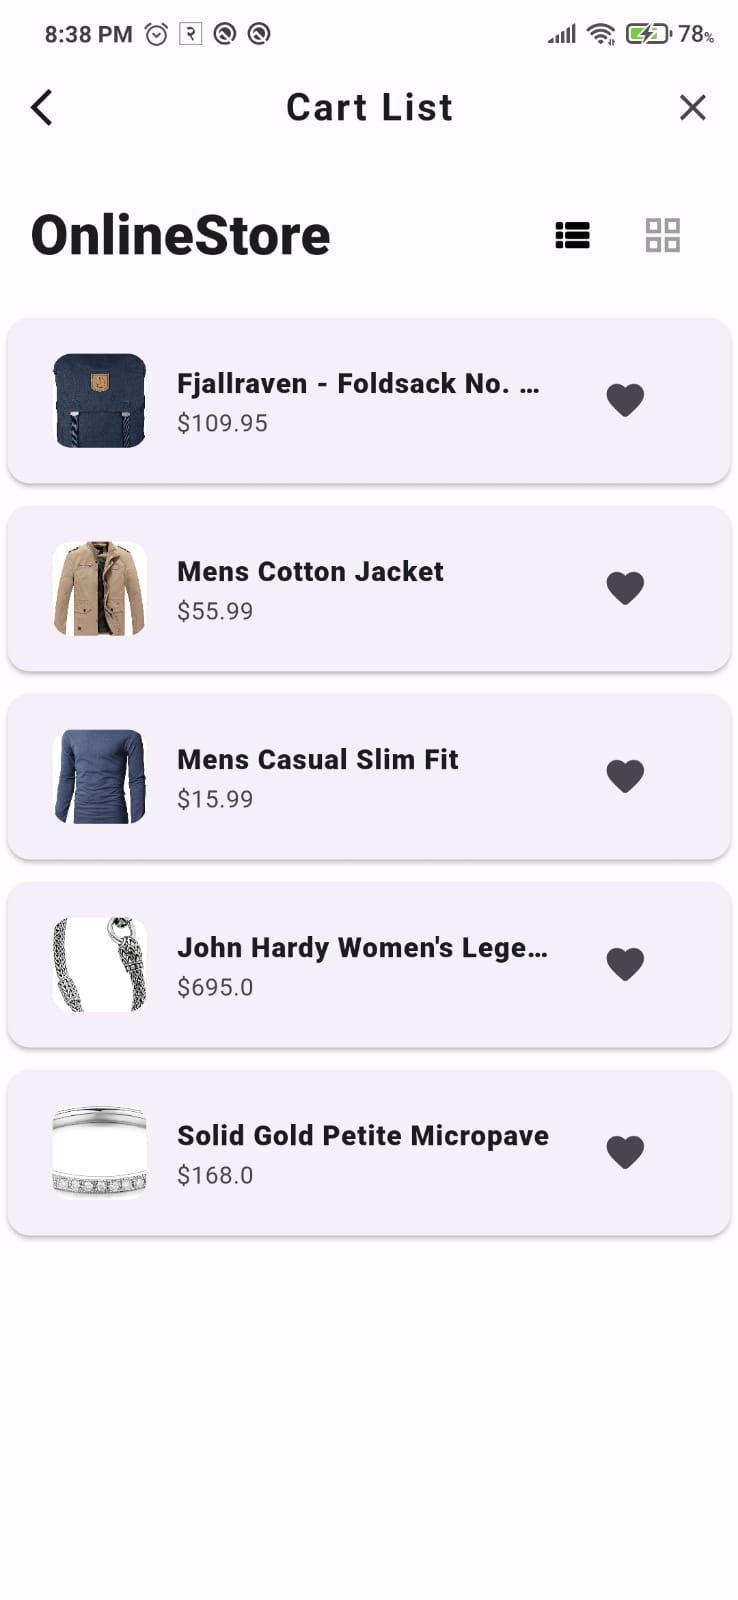 8:38 PM 78%
Cart List
OnlineStore
Fjallraven - Foldsack No. ...
$109.95
Mens Cotton Jacket
$55.99
Mens Casual Slim Fit
$15.99
John Hardy Women's Lege...
$695.0
Solid Gold Petite Micropave
$168.0